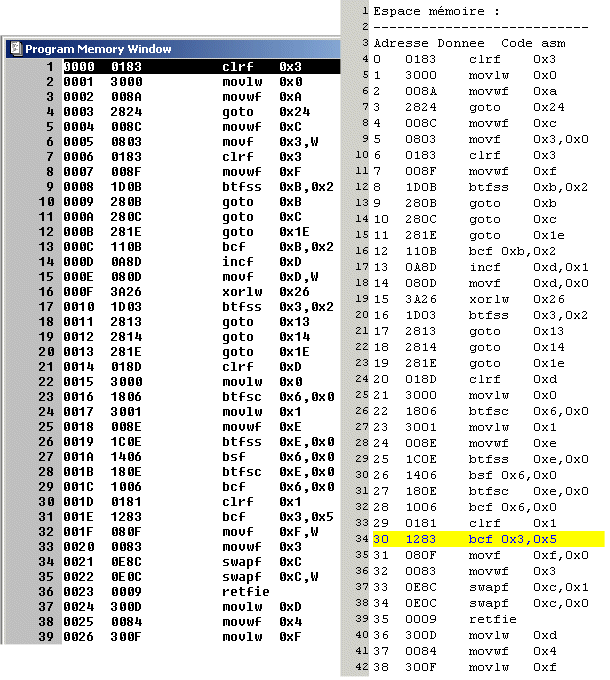 Program Memory Window
1 0000 0183 clrf 0x3
2 0001 3000 movlw 0x0
3 0002 008A movwf 0xA
4 0003 2824 goto 0x24
5 0004 008C movwf 0xC
6 0005 0803 movf 0x3,W
7 0006 0183 clrf 0x3
8 0007 008F movwf 0xF
9 0008 1D0B btfss 0xB,0x2
10 0009 280B goto 0xB
11 000A 280C goto 0xC
12 000B 281E goto 0x1E
13 000C 110B bcf 0xB,0x2
14 000D 0A8D incf 0xD
15 000E 080D movf 0xD,W
16 000F 3A26 xorlw 0x26
17 0010 1D03 btfss 0x3,0x2
18 0011 2813 goto 0x13
19 0012 2814 goto 0x14
20 0013 281E goto 0x1E
21 0014 018D clrf 0xD
22 0015 3000 movlw 0x0
23 0016 1806 btfsc 0x6,0x0
24 0017 3001 movlw 0x1
25 0018 008E movwf 0xE
26 0019 1C0E btfss 0xE,0x0
27 001A 1406 bsf 0x6,0x0
28 001B 180E btfsc 0xE,0x0
29 001C 1006 bcf 0x6,0x0
30 001D 0181 clrf 0x1
31 001E 1283 bcf 0x3,0x5
32 001F 080F movf 0xF,W
33 0020 0083 movwf 0x3
34 0021 0E8C swapf 0xC
35 0022 0E0C swapf 0xC,W
36 0023 0009 retfie
37 0024 300D movlw 0xD
38 0025 0084 movwf 0x4
39 0026 300F movlw 0xF
1 Espace mémoire :
2 -----------------------------
3 Adresse Donnee Code asm
4 0 0183 clrf 0x3
5 1 3000 movlw 0x0
6 2 008A movwf 0xa
7 3 2824 goto 0x24
8 4 008C movwf 0xc
9 5 0803 movf 0x3,0x0
10 6 0183 clrf 0x3
11 7 008F movwf 0xf
12 8 1D0B btfss 0xb,0x2
13 9 280B goto 0xb
14 10 280C goto 0xc
15 11 281E goto 0x1e
16 12 110B bcf 0xb,0x2
17 13 0A8D incf 0xd,0x1
18 14 080D movf 0xd,0x0
19 15 3A26 xorlw 0x26
20 16 1D03 btfss 0x3,0x2
21 17 2813 goto 0x13
22 18 2814 goto 0x14
23 19 281E goto 0x1e
24 20 018D clrf 0xd
25 21 3000 movlw 0x0
26 22 1806 btfsc 0x6,0x0
27 23 3001 movlw 0x1
28 24 008E movwf 0xe
29 25 1C0E btfss 0xe,0x0
30 26 1406 bsf 0x6,0x0
31 27 180E btfsc 0xe,0x0
32 28 1006 bcf 0x6,0x0
33 29 0181 clrf 0x1
34 30 1283 bcf 0x3,0x5
35 31 080F movf 0xf,0x0
36 32 0083 movwf 0x3
37 33 0E8C swapf 0xc,0x1
38 34 0E0C swapf 0xc,0x0
39 35 0009 retfie
40 36 300D movlw 0xd
41 37 0084 movwf 0x4
42 38 300F movlw 0xf